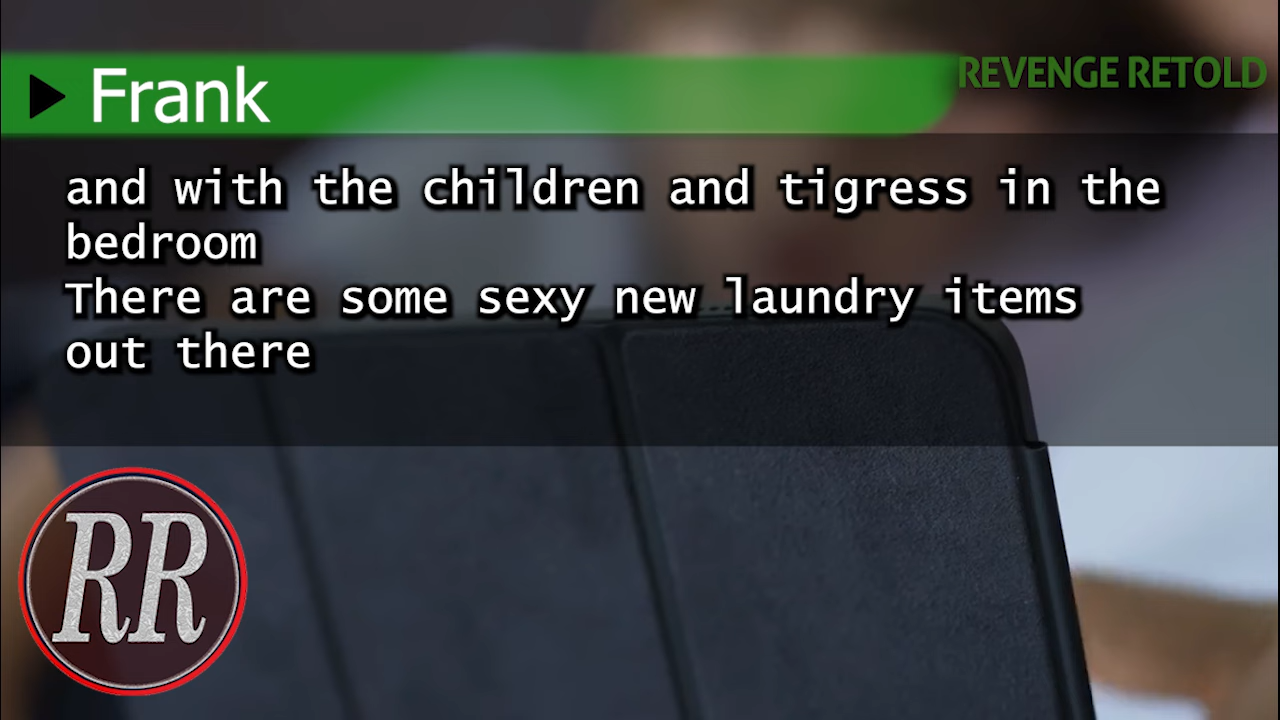 Frank
REVENGE RETOLD
and with the children and tigress in the
bedroom
There are some sexy new laundry items
out there
RR